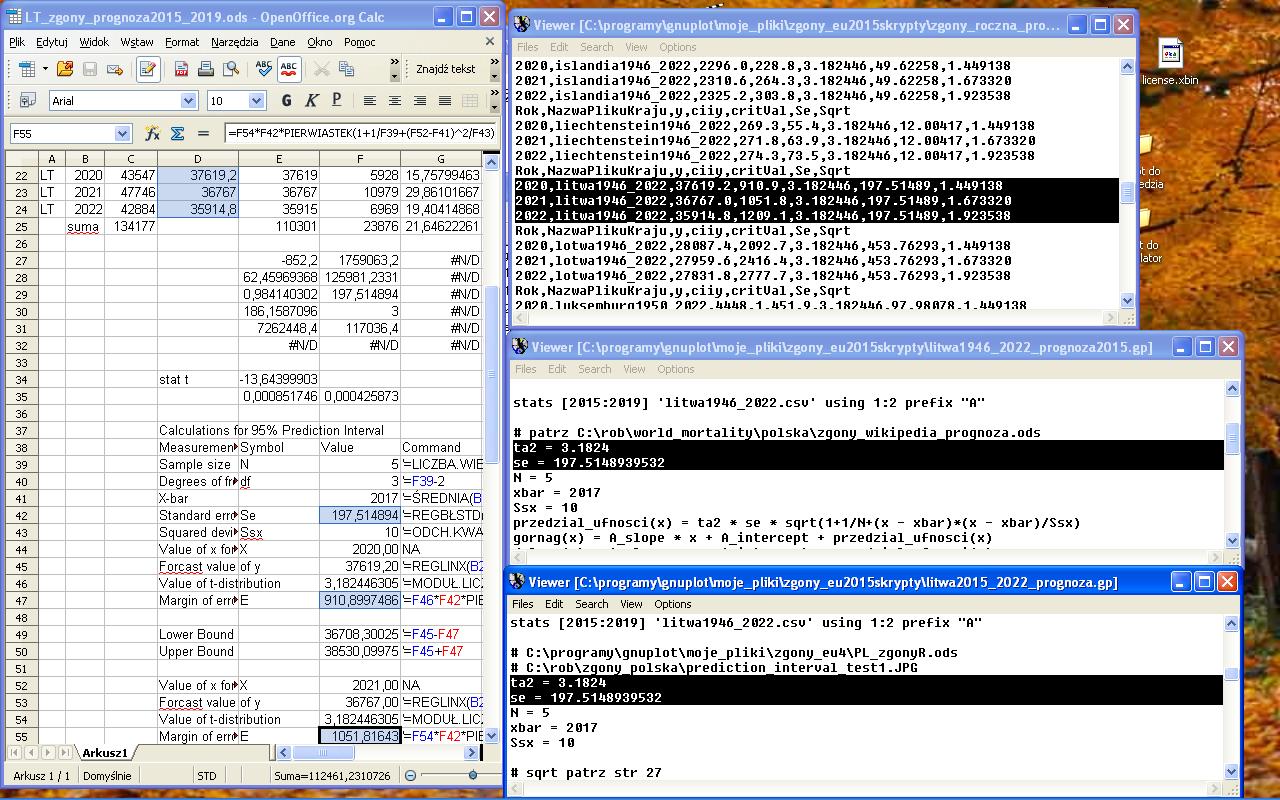 LT_zgony_prognoza2015_2019.ods - OpenOffice.org Calc
Plik Edytuj Widok Wstaw Format Narzędzia Dane Okno Pomoc
Znajdź tekst
Arial 10 G K P
F55 =F54*F42*PIERWIASTEK(1+1/F39+(F52-F41)^2/F43)
A B C D E F G
22 LT 2020 43547 37619,2 37619 5928 15,75799463
23 LT 2021 47746 36767 36767 10979 29,86101667
24 LT 2022 42884 35914,8 35915 6969 19,40414868
25 suma 134177 110301 23876 21,64622261
26
27 -852,2 1759063,2 #N/D
28 62,45969368 125981,2331 #N/D
29 0,984140302 197,514894 #N/D
30 186,1587096 3 #N/D
31 7262448,4 117036,4 #N/D
32 #N/D #N/D #N/D
33
34 stat t -13,64399903
35 0,000851746 0,000425873
36
37 Calculations for 95% Prediction Interval
38 Measuremen Symbol Value Command
39 Sample size N 5 '=LICZBA.WIE
40 Degrees of fr df 3 '=F39-2
41 X-bar 2017 '=ŚREDNIA(B
42 Standard erro Se 197,514894 '=REGBŁSTD
43 Squared devi Ssx 10 '=ODCH.KWA
44 Value of x for X 2020,00 NA
45 Forcast value of y 37619,20 '=REGLINX(B2
46 Value of t-distribution 3,182446305 '=MODUŁ.LICZ
47 Margin of erro E 910,8997486 '=F46*F42*PIE
48
49 Lower Bound 36708,30025 '=F45-F47
50 Upper Bound 38530,09975 '=F45+F47
51
52 Value of x for X 2021,00 NA
53 Forcast value of y 36767,00 '=REGLINX(B2
54 Value of t-distribution 3,182446305 '=MODUŁ.LICZ
55 Margin of erro E 1051,81643 '=F54*F42*PIE
Arkusz1
Arkusz 1 / 1 Domyślnie STD Suma=112461,2310726
Viewer [C:\programy\gnuplot\moje_pliki\zgony_eu2015skrypty\zgony_roczna_pro...
Files Edit Search View Options
2020,islandia1946_2022,2296.0,228.8,3.182446,49.62258,1.449138
2021,islandia1946_2022,2310.6,264.3,3.182446,49.62258,1.673320
2022,islandia1946_2022,2325.2,303.8,3.182446,49.62258,1.923538
Rok,NazwaPlikuKraju,y,ciiy,critVal,Se,Sqrt
2020,liechtenstein1946_2022,269.3,55.4,3.182446,12.00417,1.449138
2021,liechtenstein1946_2022,271.8,63.9,3.182446,12.00417,1.673320
2022,liechtenstein1946_2022,274.3,73.5,3.182446,12.00417,1.923538
Rok,NazwaPlikuKraju,y,ciiy,critVal,Se,Sqrt
2020,litwa1946_2022,37619.2,910.9,3.182446,197.51489,1.449138
2021,litwa1946_2022,36767.0,1051.8,3.182446,197.51489,1.673320
2022,litwa1946_2022,35914.8,1209.1,3.182446,197.51489,1.923538
Rok,NazwaPlikuKraju,y,ciiy,critVal,Se,Sqrt
2020,lotwa1946_2022,28087.4,2092.7,3.182446,453.76293,1.449138
2021,lotwa1946_2022,27959.6,2416.4,3.182446,453.76293,1.673320
2022,lotwa1946_2022,27831.8,2777.7,3.182446,453.76293,1.923538
Rok,NazwaPlikuKraju,y,ciiy,critVal,Se,Sqrt
2020,luksemburg1950_2022,4448.1,451.9,3.182446,97.98078,1.449138
Viewer [C:\programy\gnuplot\moje_pliki\zgony_eu2015skrypty\litwa1946_2022_prognoza2015.gp]
Files Edit Search View Options
stats [2015:2019] 'litwa1946_2022.csv' using 1:2 prefix "A"
# patrz C:\rob\world_mortality\polska\zgony_wikipedia_prognoza.ods
ta2 = 3.1824
se = 197.5148939532
N = 5
xbar = 2017
Ssx = 10
przedzial_ufnosci(x) = ta2 * se * sqrt(1+1/N+(x - xbar)*(x - xbar)/Ssx)
gornag(x) = A_slope * x + A_intercept + przedzial_ufnosci(x)
Viewer [C:\programy\gnuplot\moje_pliki\zgony_eu2015skrypty\litwa2015_2022_prognoza.gp]
Files Edit Search View Options
stats [2015:2019] 'litwa1946_2022.csv' using 1:2 prefix "A"
# C:\programy\gnuplot\moje_pliki\zgony_eu4\PL_zgonyR.ods
# C:\rob\zgony_polska\prediction_interval_test1.JPG
ta2 = 3.1824
se = 197.5148939532
N = 5
xbar = 2017
Ssx = 10
# sqrt patrz str 27
license.xbin
t do
edzia
t do
lator